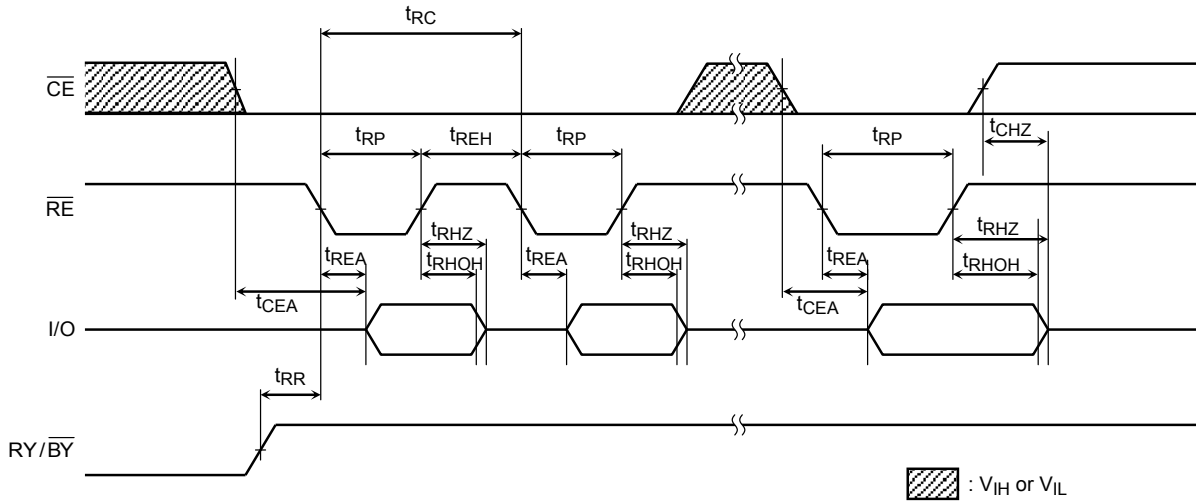 tRC
CE
tCHZ
tRP tREH tRP tRP
RE
tRHZ tRHZ tRHZ
tREA tRHOH tREA tRHOH tREA tRHOH
tCEA tCEA
I/O
tRR
RY/BY
: VIH or VIL